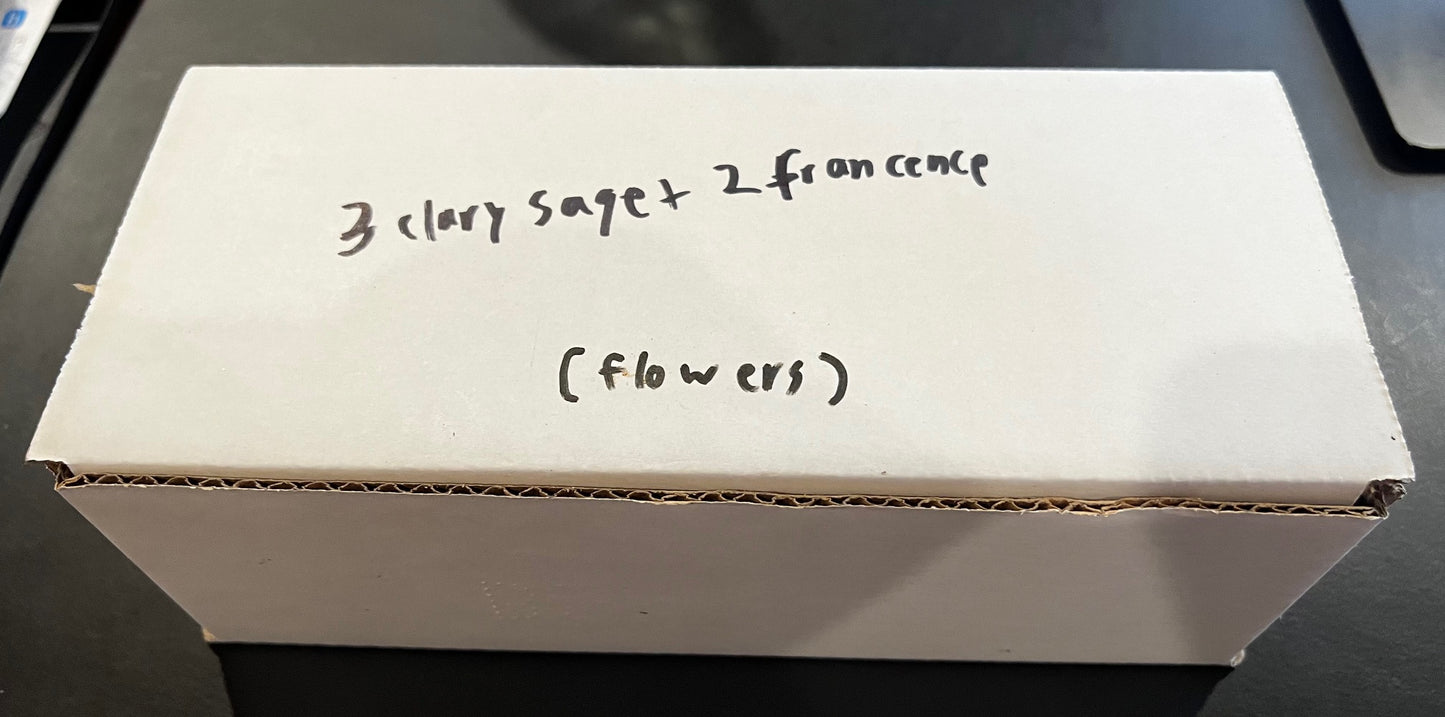 3 clary sage + 2 francence
(flowers)